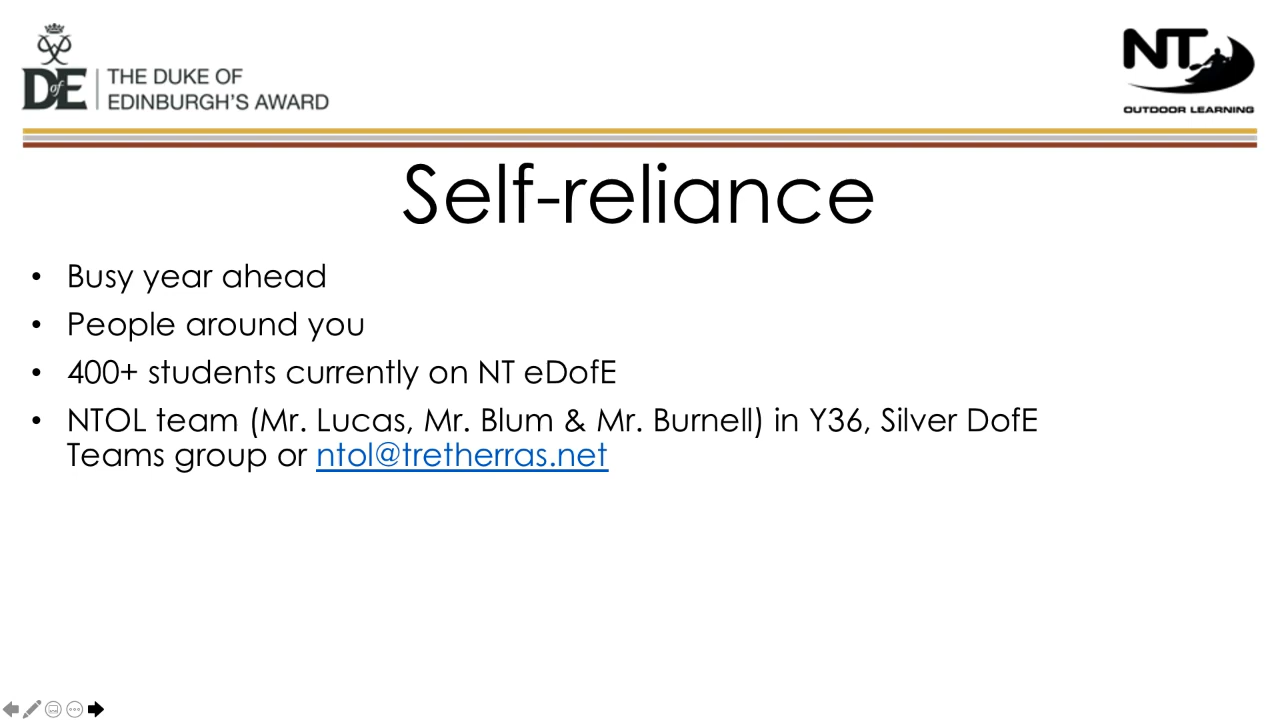 DofE
THE DUKE OF
EDINBURGH'S AWARD
NT
OUTDOOR LEARNING
Self-reliance
• Busy year ahead
• People around you
• 400+ students currently on NT eDofE
• NTOL team (Mr. Lucas, Mr. Blum & Mr. Burnell) in Y36, Silver DofE
Teams group or ntol@tretherras.net